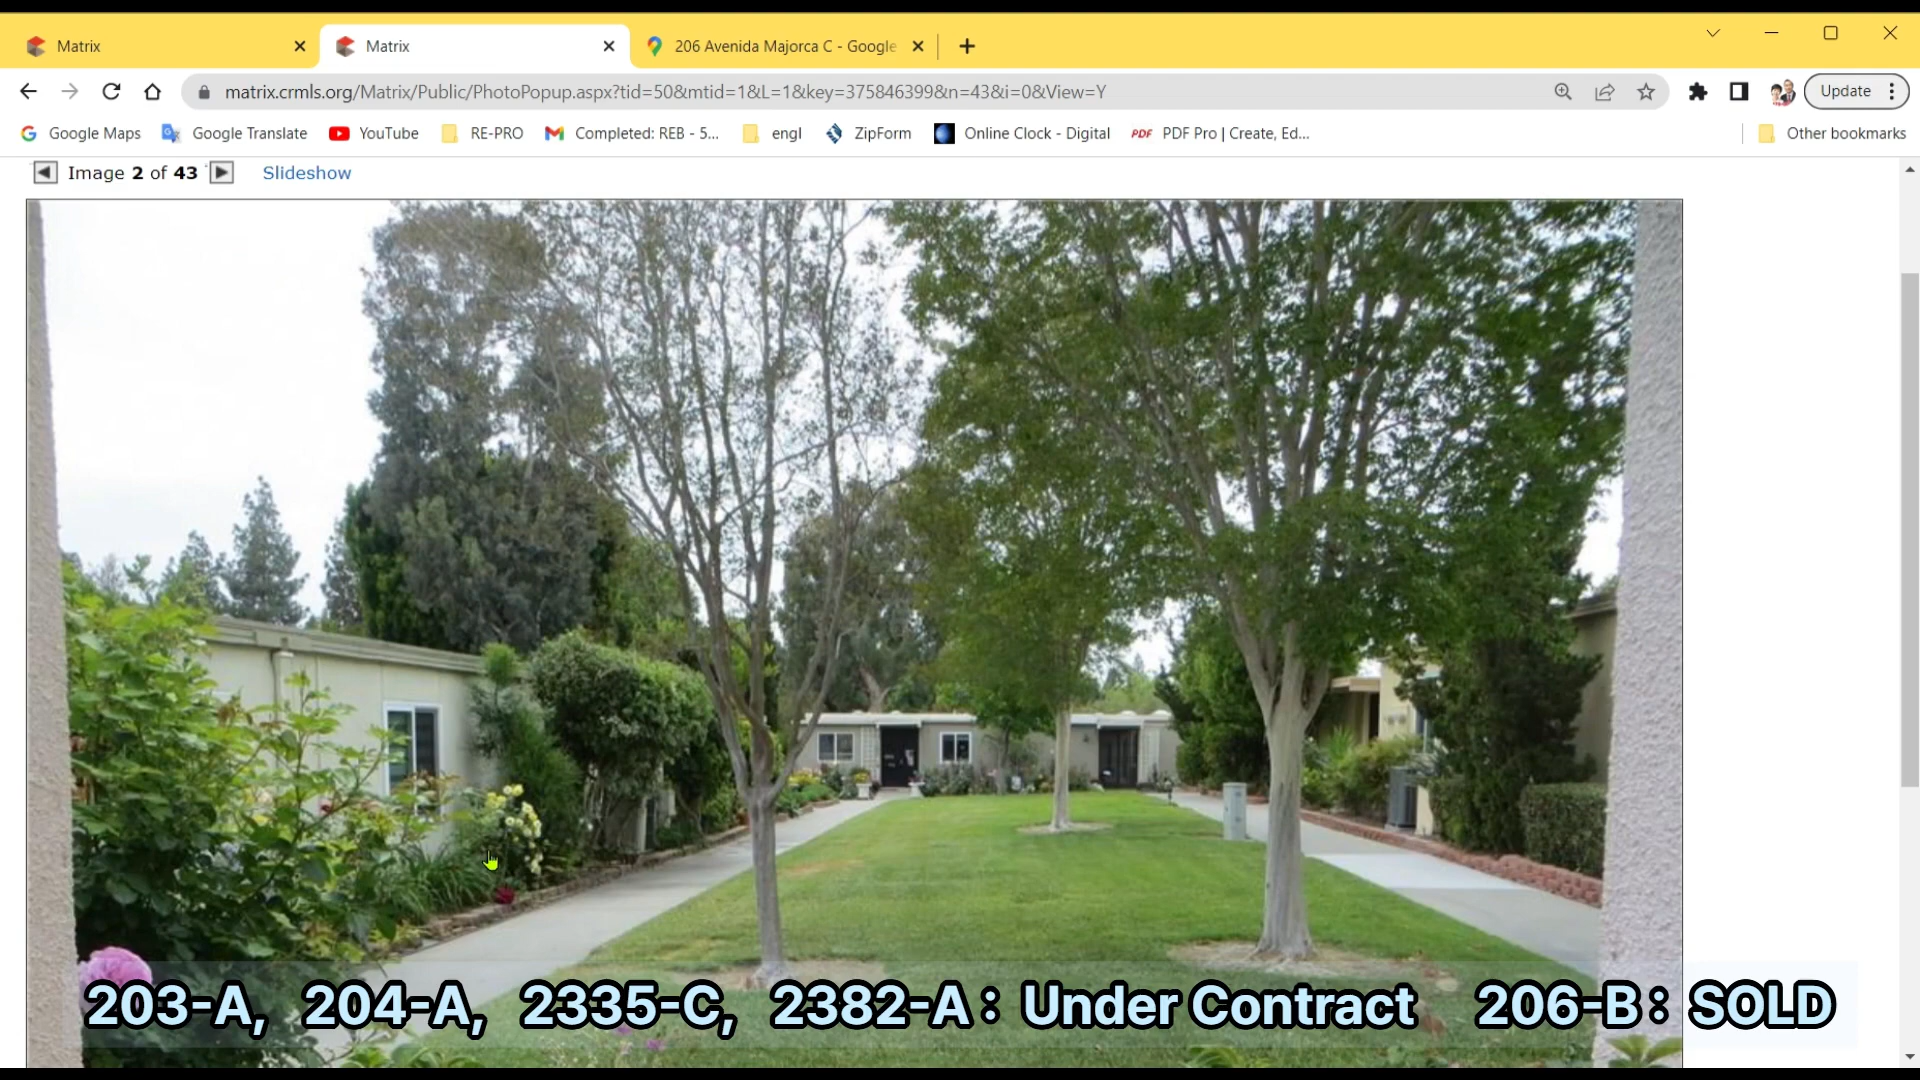 Matrix
Matrix
206 Avenida Majorca C - Google
matrix.crmls.org/Matrix/Public/PhotoPopup.aspx?tid=50&mtid=1&L=1&key=375846399&n=43&i=0&View=Y
Update
Google Maps
Google Translate
YouTube
RE-PRO
Completed: REB - 5...
engl
ZipForm
Online Clock - Digital
PDF PDF Pro | Create, Ed...
Other bookmarks
Image 2 of 43
Slideshow
203-A, 204-A, 2335-C, 2382-A: Under Contract 206-B: SOLD